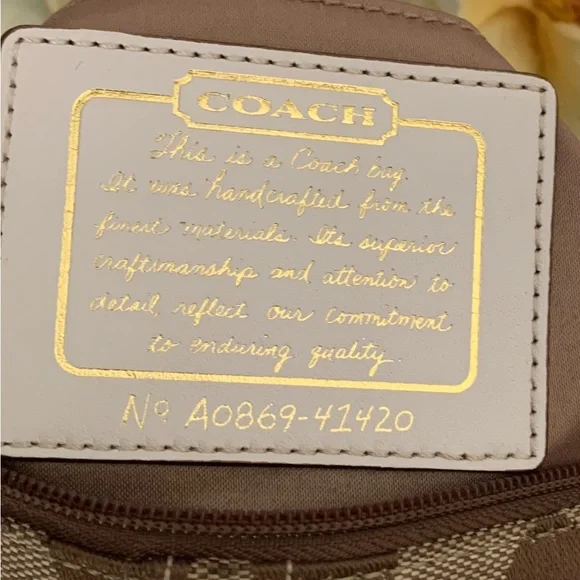 COACH
This is a Coach bag.
It was handcrafted from the
finest materials. Its superior
craftsmanship and attention to
detail reflect our commitment
to enduring quality.
No A0869-41420